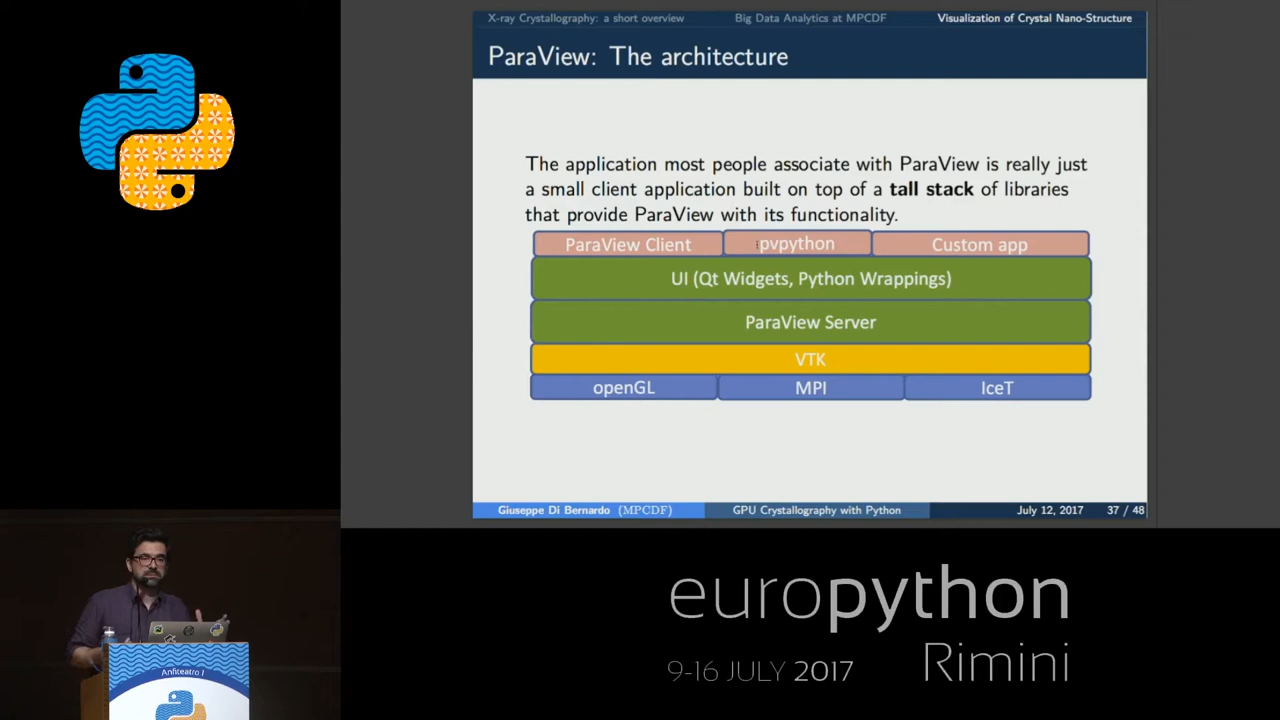 X-ray Crystallography: a short overview
Big Data Analytics at MPCDF
Visualization of Crystal Nano-Structure
ParaView: The architecture
The application most people associate with ParaView is really just
a small client application built on top of a tall stack of libraries
that provide ParaView with its functionality.
ParaView Client
pvpython
Custom app
UI (Qt Widgets, Python Wrappings)
ParaView Server
VTK
openGL
MPI
IceT
Giuseppe Di Bernardo (MPCDF)
GPU Crystallography with Python
July 12, 2017
37 / 48
Anfiteatro 1
europython
9-16 JULY 2017
Rimini